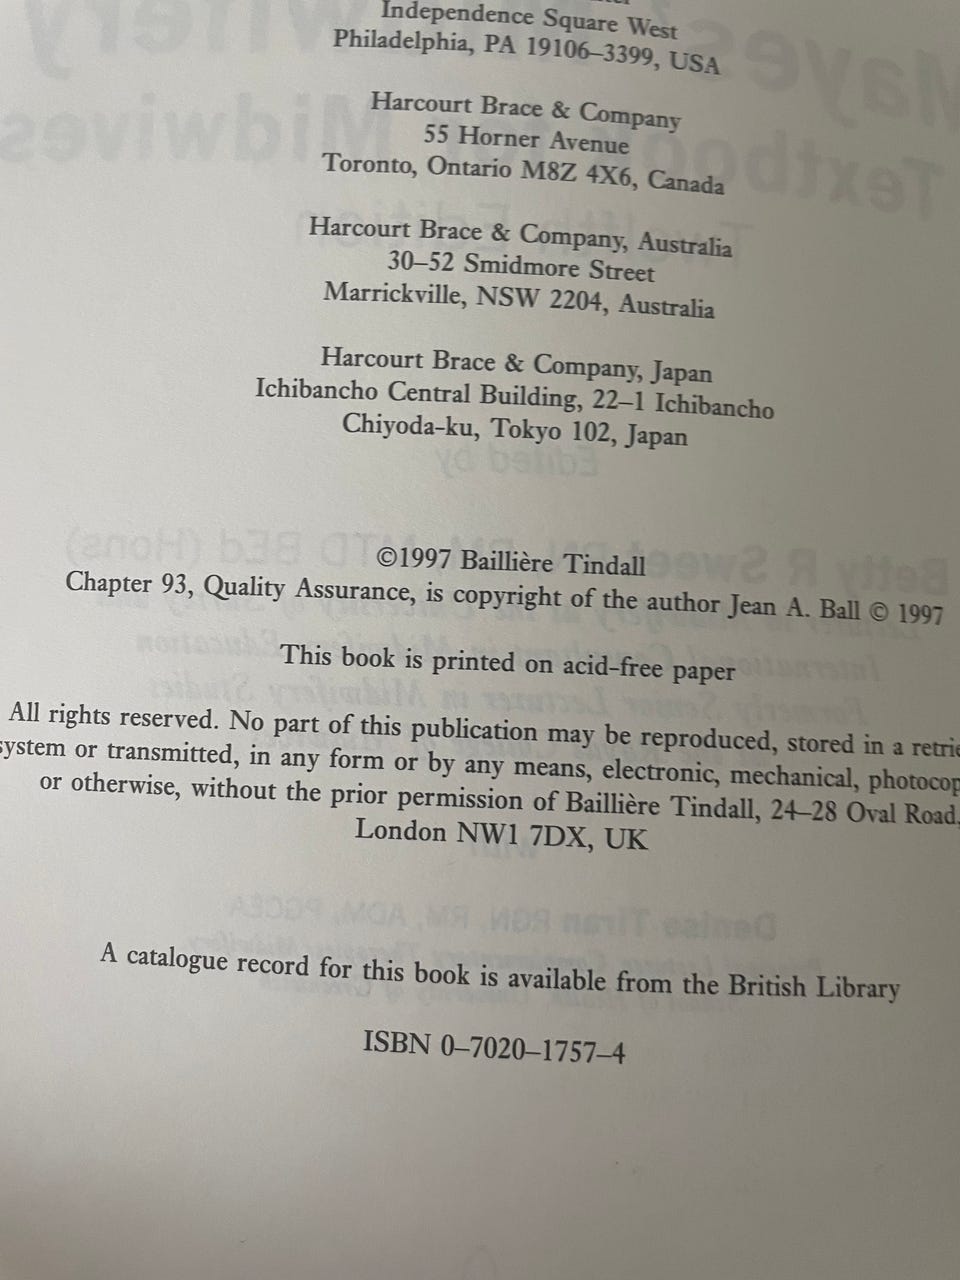 Independence Square West
Philadelphia, PA 19106–3399, USA
Harcourt Brace & Company
55 Horner Avenue
Toronto, Ontario M8Z 4X6, Canada
Harcourt Brace & Company, Australia
30–52 Smidmore Street
Marrickville, NSW 2204, Australia
Harcourt Brace & Company, Japan
Ichibancho Central Building, 22–1 Ichibancho
Chiyoda-ku, Tokyo 102, Japan
©1997 Baillière Tindall
Chapter 93, Quality Assurance, is copyright of the author Jean A. Ball © 1997
This book is printed on acid-free paper
All rights reserved. No part of this publication may be reproduced, stored in a retrie
system or transmitted, in any form or by any means, electronic, mechanical, photocop
or otherwise, without the prior permission of Baillière Tindall, 24–28 Oval Road,
London NW1 7DX, UK
A catalogue record for this book is available from the British Library
ISBN 0–7020–1757–4